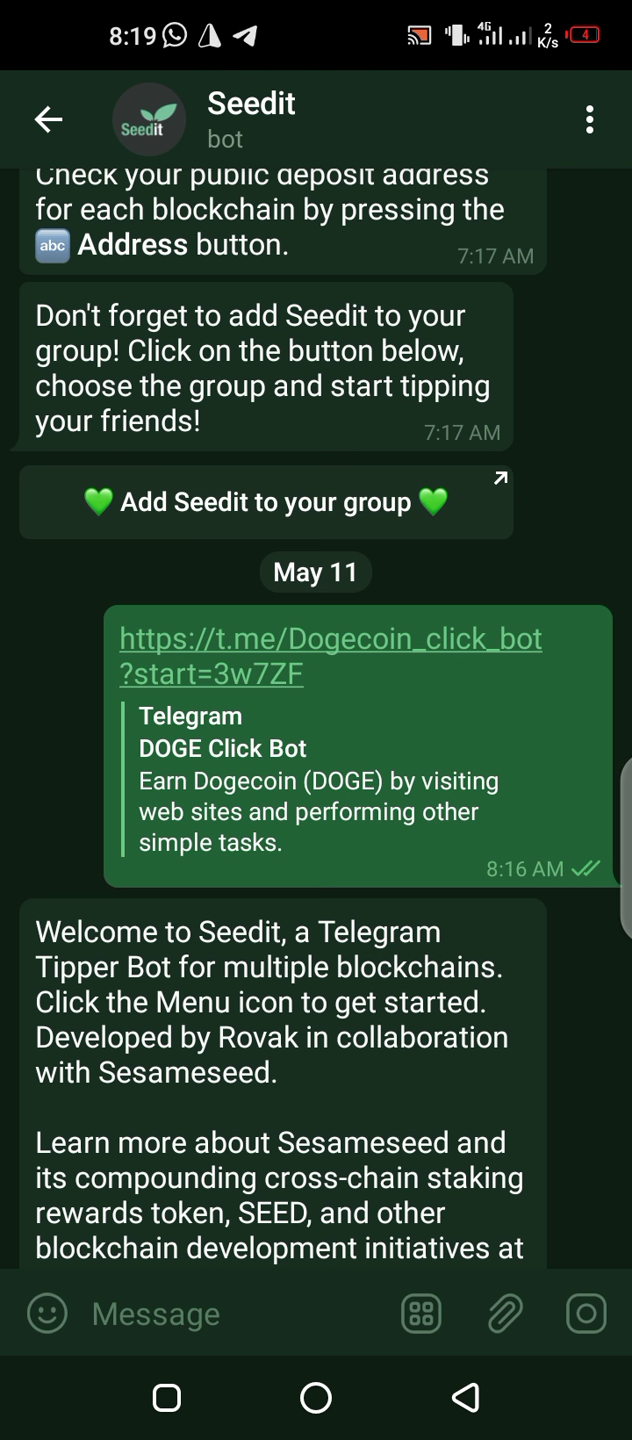 8:19
4G
2
K/s
4
Seedit
Seedit
bot
Check your public deposit address
for each blockchain by pressing the
abc Address button.
7:17 AM
Don't forget to add Seedit to your
group! Click on the button below,
choose the group and start tipping
your friends!
7:17 AM
💚 Add Seedit to your group 💚
May 11
https://t.me/Dogecoin_click_bot
?start=3w7ZF
Telegram
DOGE Click Bot
Earn Dogecoin (DOGE) by visiting
web sites and performing other
simple tasks.
8:16 AM
Welcome to Seedit, a Telegram
Tipper Bot for multiple blockchains.
Click the Menu icon to get started.
Developed by Rovak in collaboration
with Sesameseed.
Learn more about Sesameseed and
its compounding cross-chain staking
rewards token, SEED, and other
blockchain development initiatives at
Message